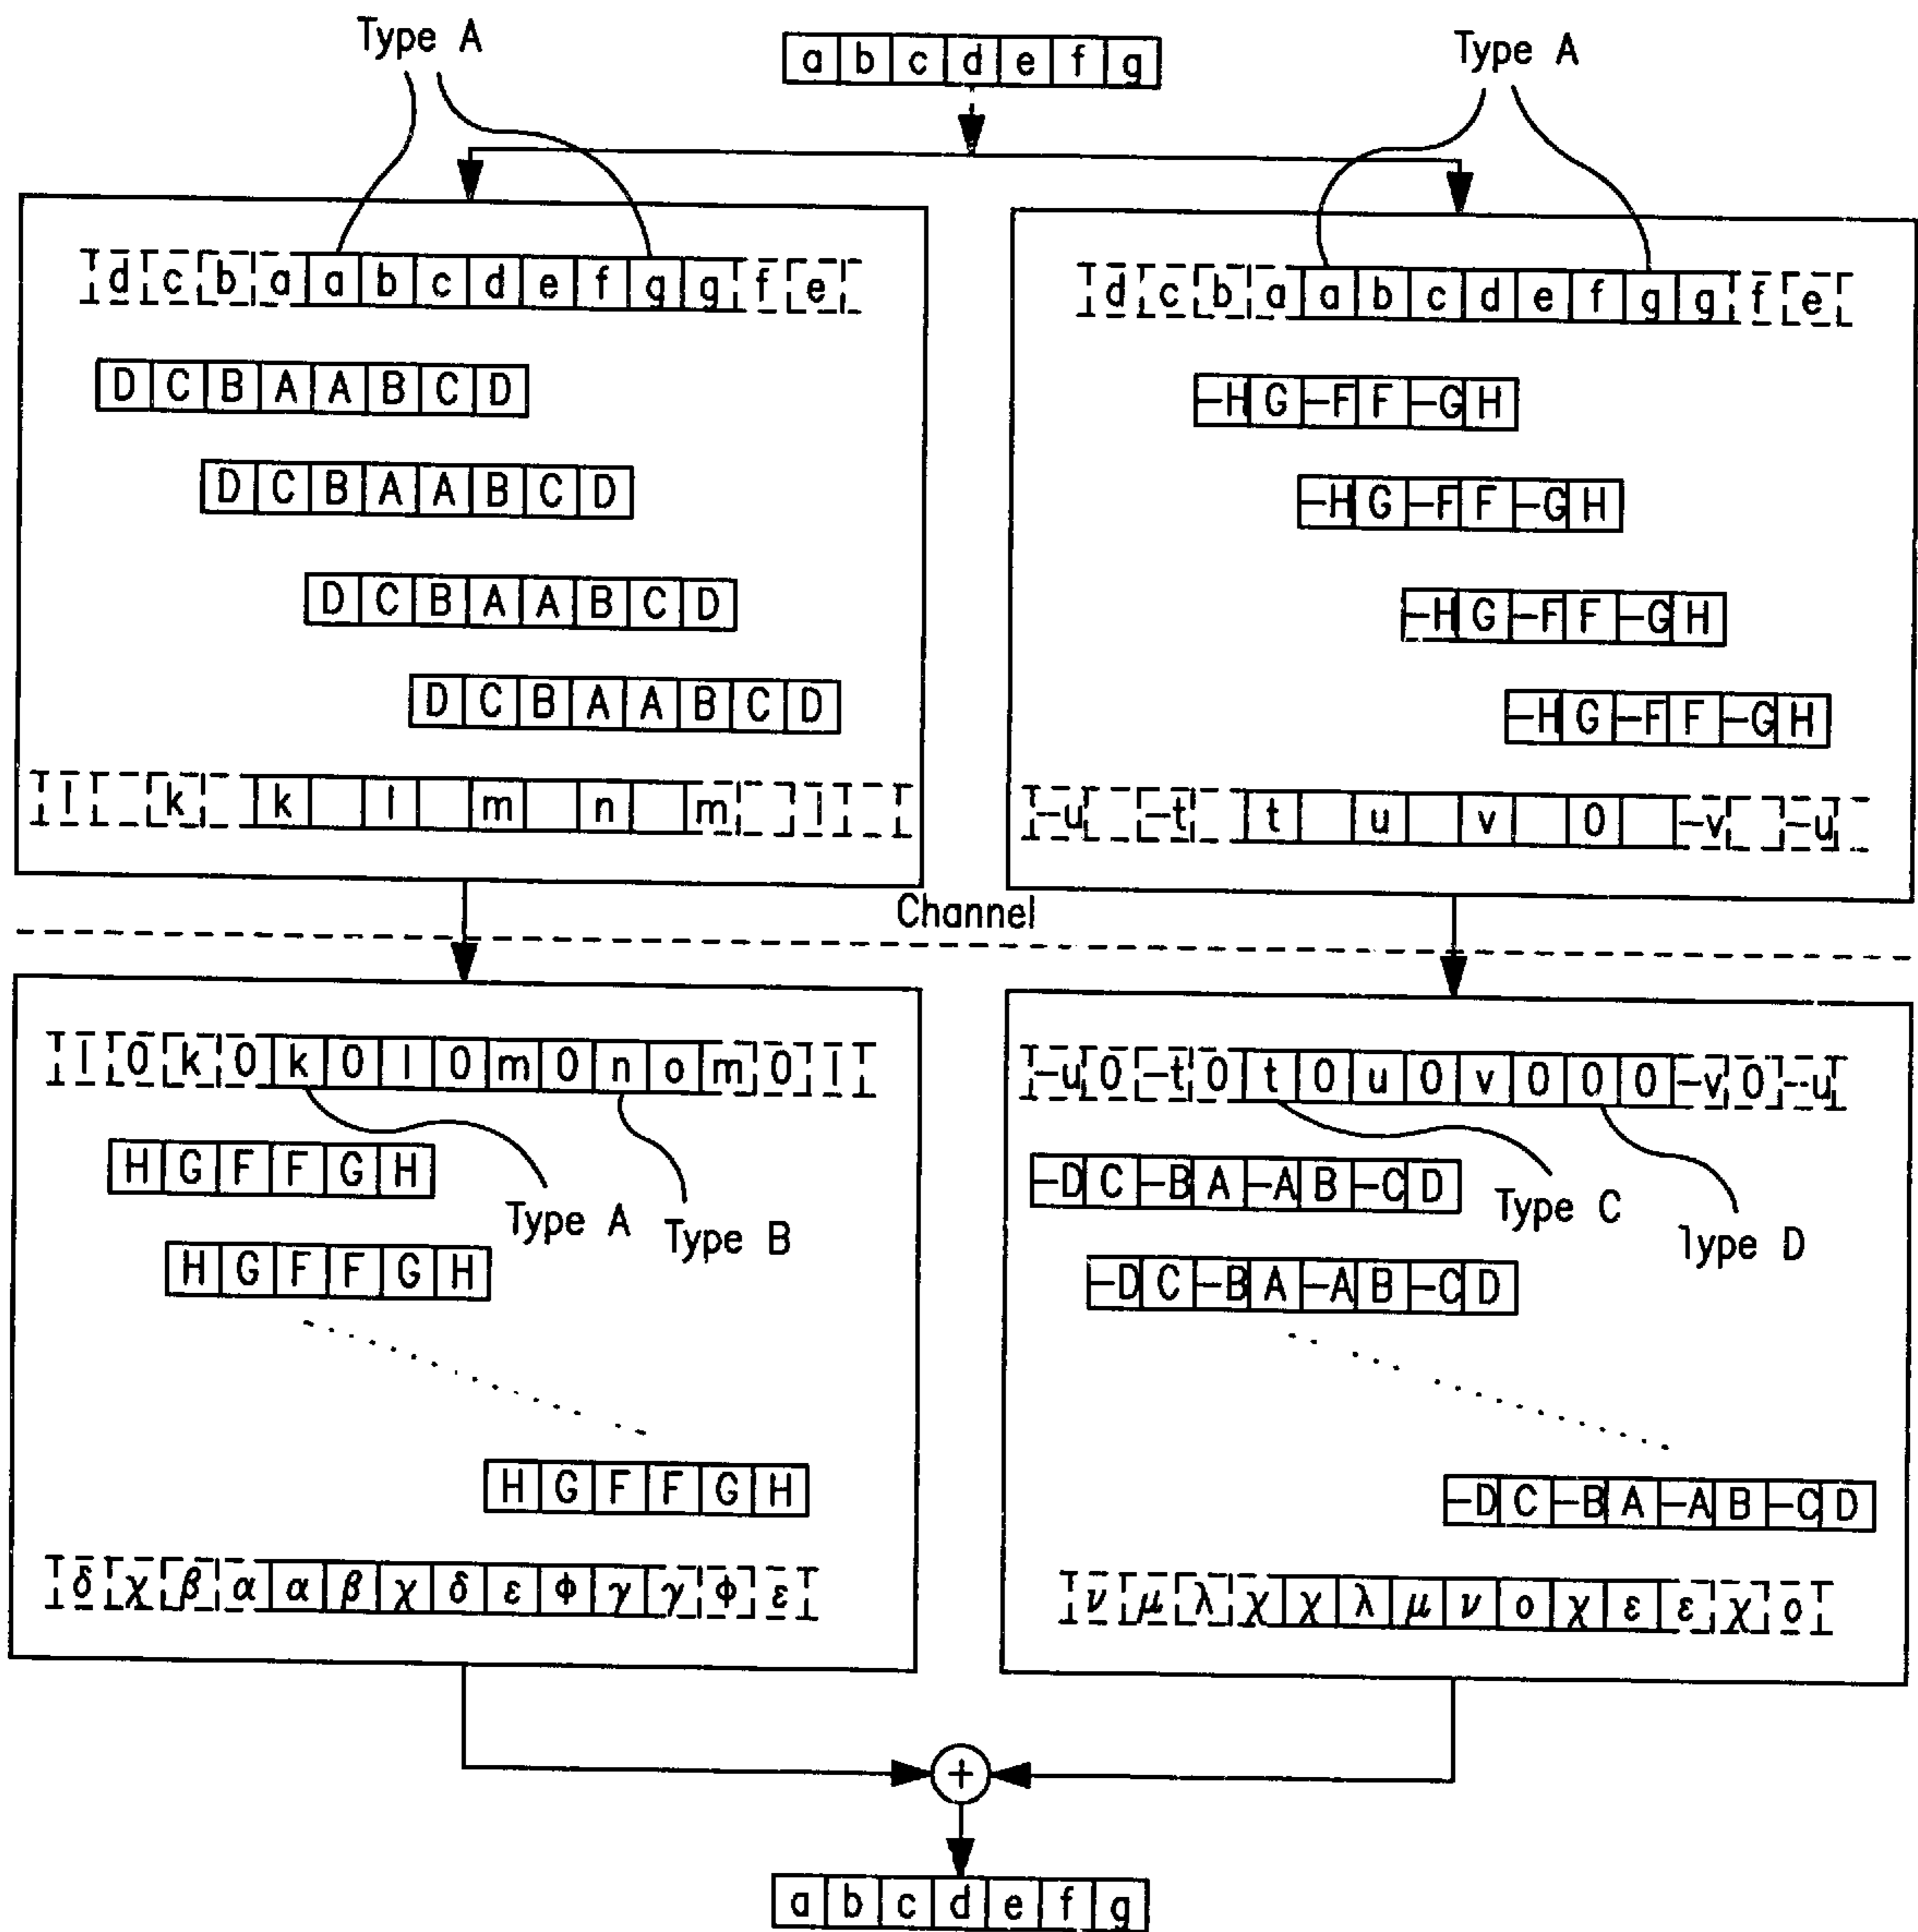 Type A
a b c d e f g
Type A
d c b a a b c d e f g g f e
d c b a a b c d e f g g f e
D C B A A B C D
-H G -F F -G H
D C B A A B C D
-H G -F F -G H
D C B A A B C D
-H G -F F -G H
D C B A A B C D
-H G -F F -G H
l k k l m n m l
-u -t t u v 0 -v -u
Channel
l 0 k 0 k 0 l 0 m 0 n o m 0 l
-u 0 -t 0 t 0 u 0 v 0 0 0 -v 0 -u
H G F F G H
-D C -B A -A B -C D
Type A
Type B
Type C
Type D
H G F F G H
-D C -B A -A B -C D
H G F F G H
-D C -B A -A B -C D
δ χ β α α β χ δ ε φ γ γ φ ε
ν μ λ χ χ λ μ ν ο χ ε ε χ ο
+
a b c d e f g